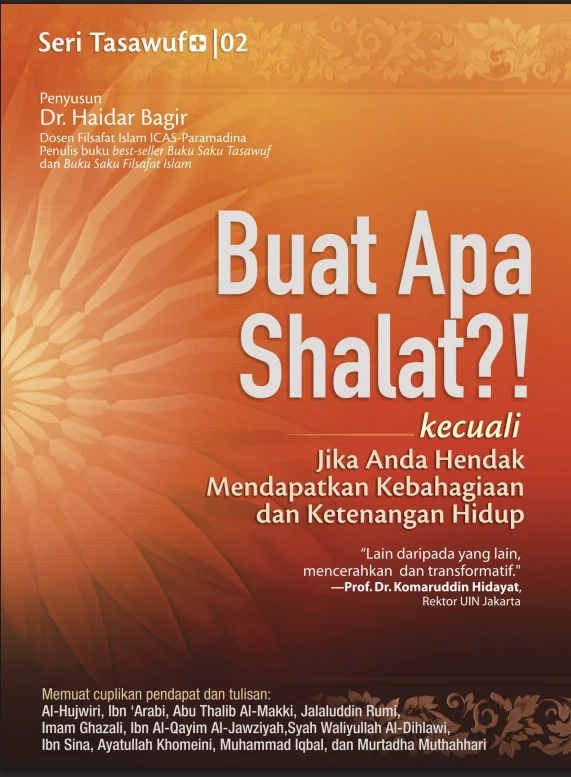 Seri Tasawuf+ | 02
Penyusun
Dr. Haidar Bagir
Dosen Filsafat Islam ICAS-Paramadina
Penulis buku best-seller Buku Saku Tasawuf
dan Buku Saku Filsafat Islam
Buat Apa
Shalat?!
kecuali
Jika Anda Hendak
Mendapatkan Kebahagiaan
dan Ketenangan Hidup
“Lain daripada yang lain,
mencerahkan dan transformatif."
—Prof. Dr. Komaruddin Hidayat,
Rektor UIN Jakarta
Memuat cuplikan pendapat dan tulisan:
Al-Hujwiri, Ibn ‘Arabi, Abu Thalib Al-Makki, Jalaluddin Rumi,
Imam Ghazali, Ibn Al-Qayim Al-Jawziyah,Syah Waliyullah Al-Dihlawi,
Ibn Sina, Ayatullah Khomeini, Muhammad Iqbal, dan Murtadha Muthahhari